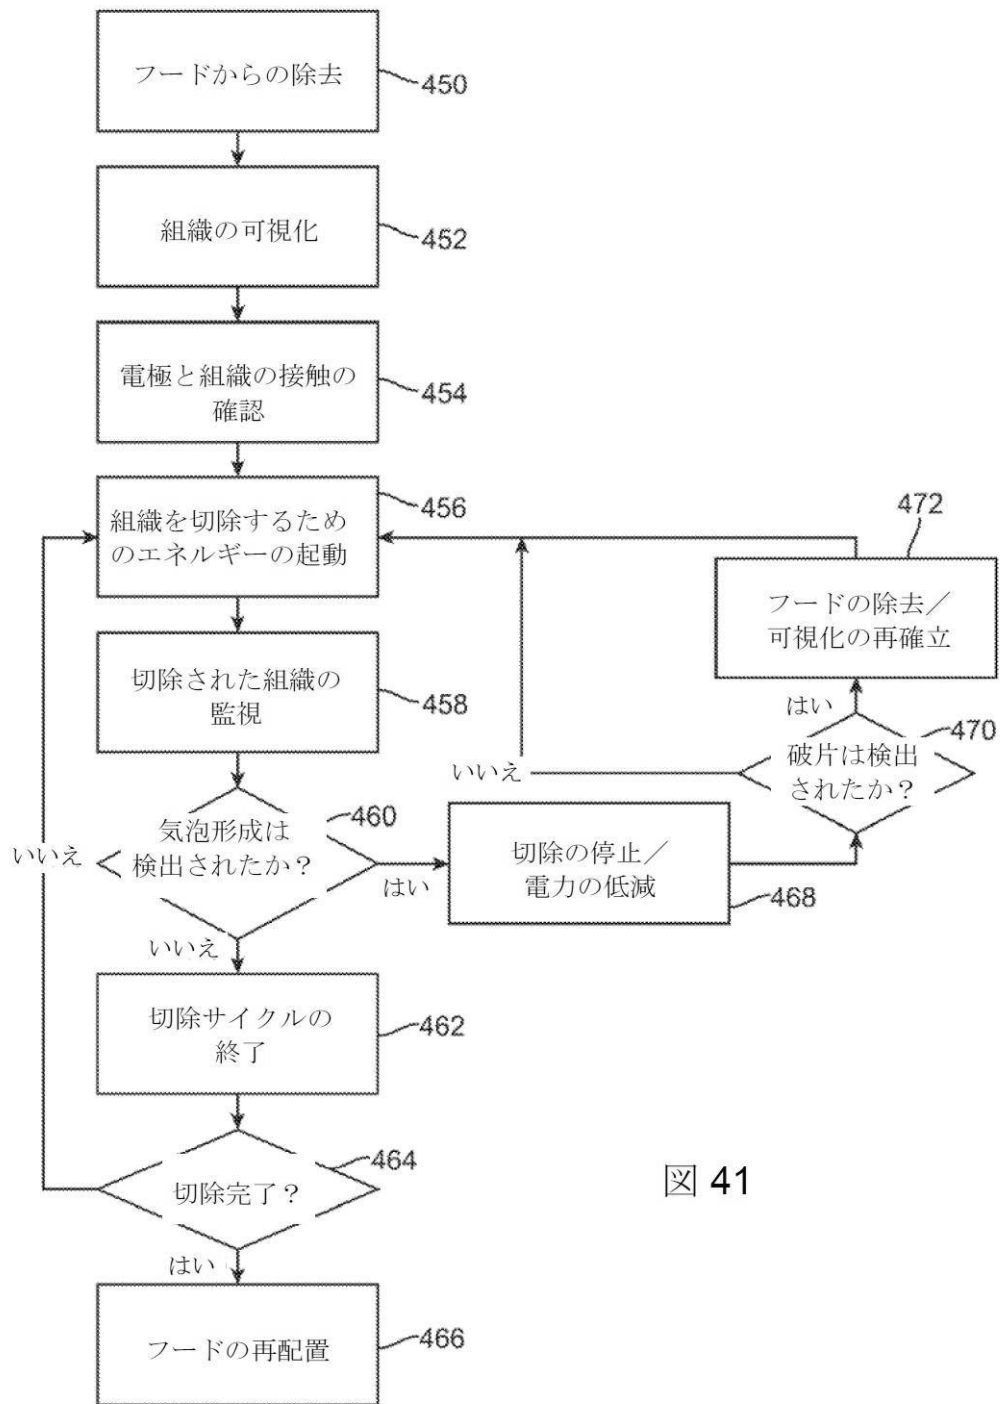 フードからの除去
450
組織の可視化
452
電極と組織の接触の
確認
454
組織を切除するため
のエネルギーの起動
456
切除された組織の
監視
458
気泡形成は
検出されたか？
460
いいえ
はい
いいえ
切除の停止／
電力の低減
468
破片は検出
されたか？
470
いいえ
はい
フードの除去／
可視化の再確立
472
切除サイクルの
終了
462
切除完了？
464
はい
フードの再配置
466
図 41